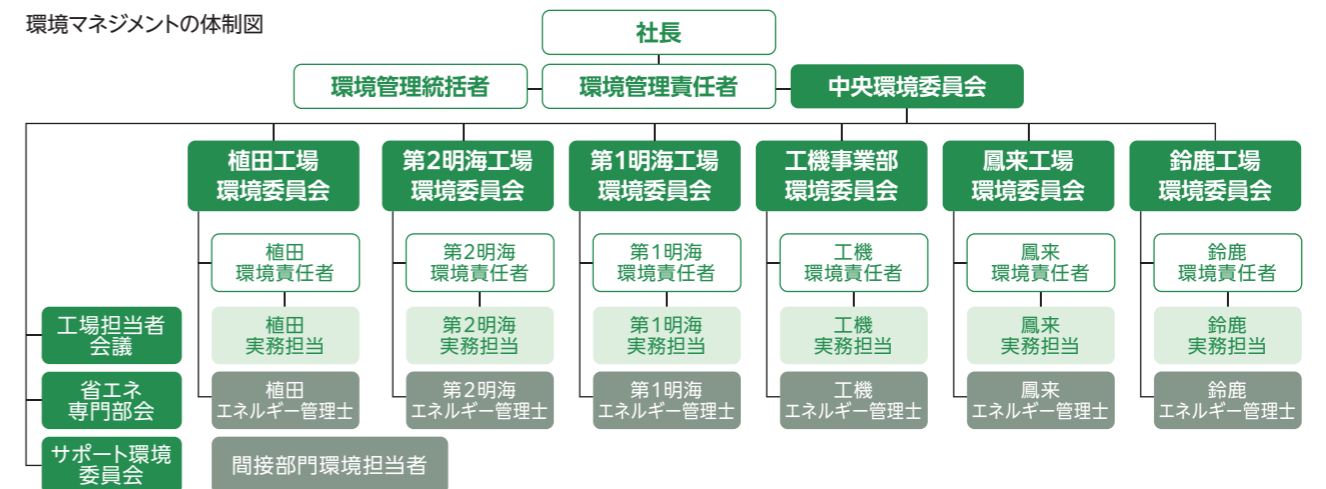 環境マネジメントの体制図
社長
環境管理統括者
環境管理責任者
中央環境委員会
植田工場
環境委員会
第2明海工場
環境委員会
第1明海工場
環境委員会
工機事業部
環境委員会
鳳来工場
環境委員会
鈴鹿工場
環境委員会
植田
環境責任者
第2明海
環境責任者
第1明海
環境責任者
工機
環境責任者
鳳来
環境責任者
鈴鹿
環境責任者
工場担当者
会議
植田
実務担当
第2明海
実務担当
第1明海
実務担当
工機
実務担当
鳳来
実務担当
鈴鹿
実務担当
省エネ
専門部会
植田
エネルギー管理士
第2明海
エネルギー管理士
第1明海
エネルギー管理士
工機
エネルギー管理士
鳳来
エネルギー管理士
鈴鹿
エネルギー管理士
サポート環境
委員会
間接部門環境担当者